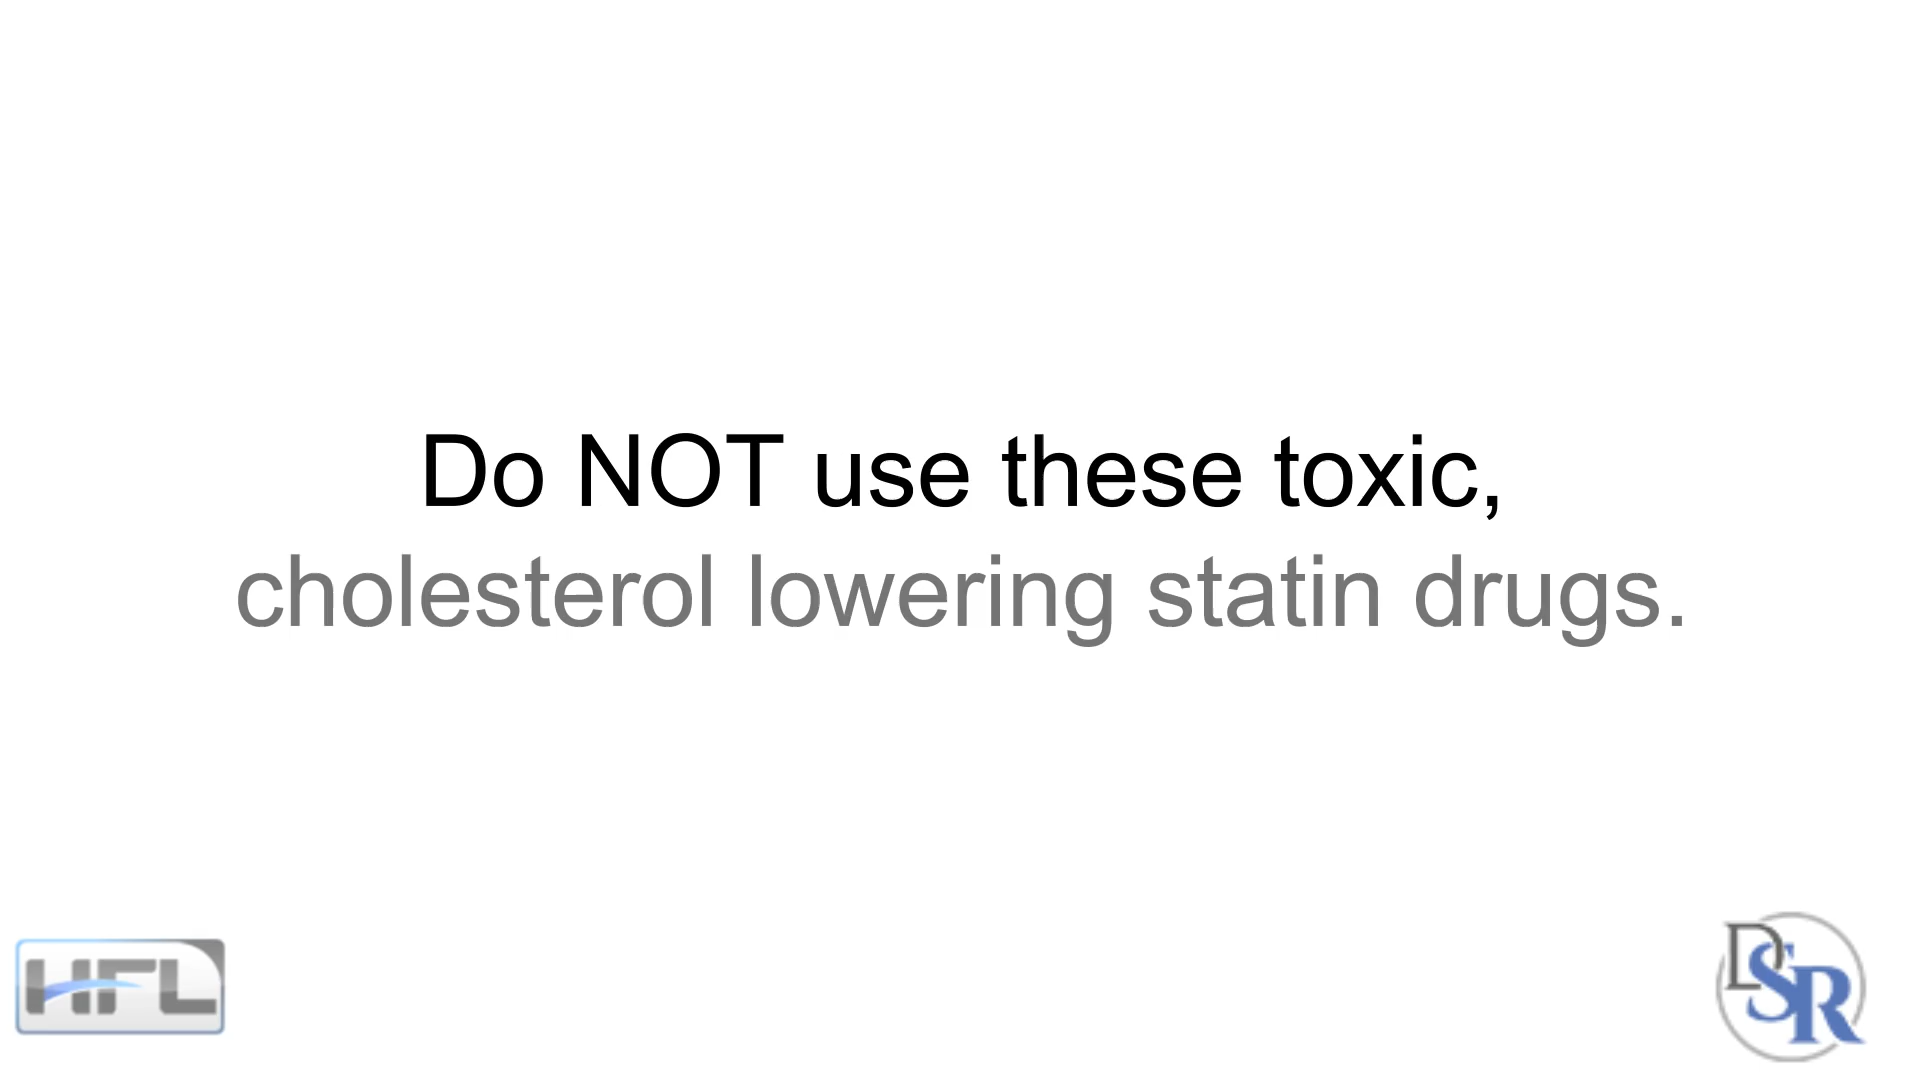 Do NOT use these toxic,
cholesterol lowering statin drugs.
HFL
DSR